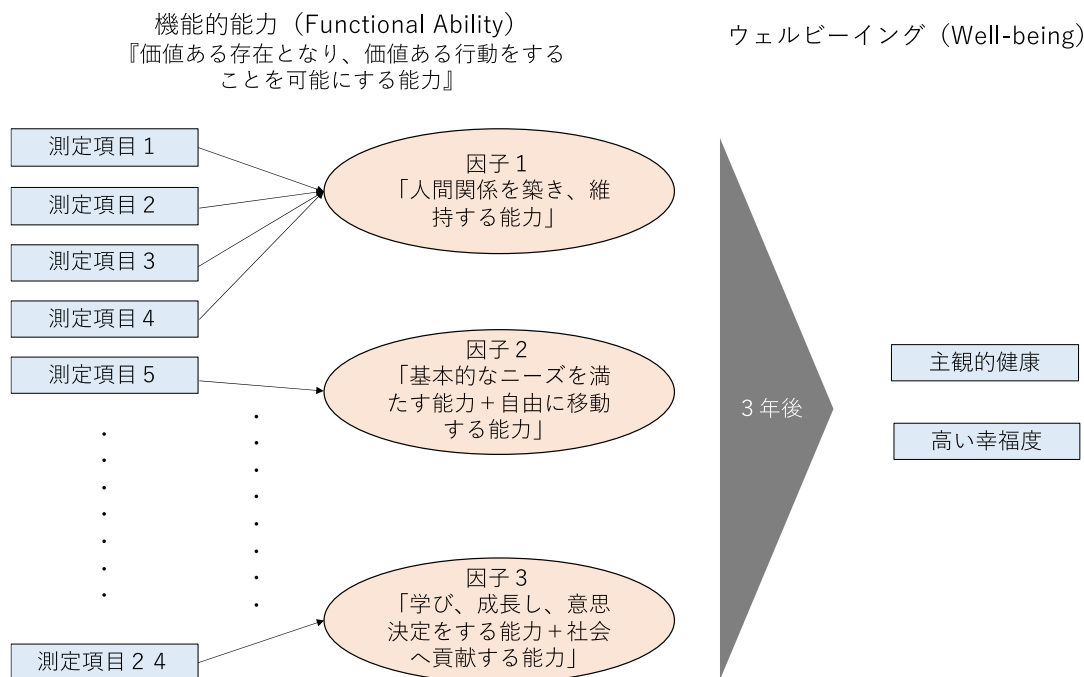 機能的能力（Functional Ability）
『価値ある存在となり、価値ある行動をする
ことを可能にする能力』
ウェルビーイング（Well-being）
測定項目１
測定項目２
測定項目３
測定項目４
測定項目５
測定項目２４
因子１
「人間関係を築き、維
持する能力」
因子２
「基本的なニーズを満
たす能力＋自由に移動
する能力」
因子３
「学び、成長し、意思
決定をする能力＋社会
へ貢献する能力」
３年後
主観的健康
高い幸福度